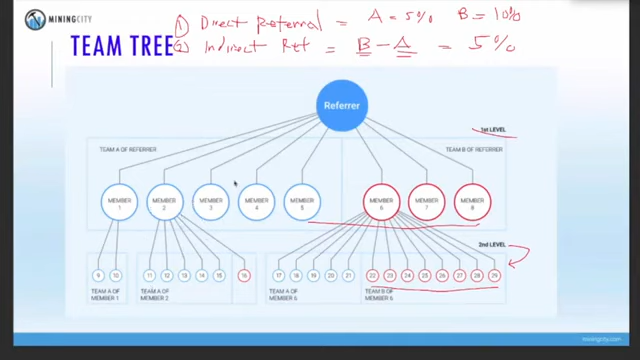 MININGCITY
① Direct Referral = A = 5% B = 10%
TEAM TREE
② Indirect Ref = B - A = 5%
Referrer
1st LEVEL
TEAM A OF REFERRER
TEAM B OF REFERRER
MEMBER 1
MEMBER 2
MEMBER 3
MEMBER 4
MEMBER 5
MEMBER 6
MEMBER 7
MEMBER 8
2nd LEVEL
9 10 11 12 13 14 15 16 17 18 19 20 21 22 23 24 25 26 27 28 29
TEAM A OF MEMBER 1
TEAM A OF MEMBER 2
TEAM A OF MEMBER 6
TEAM B OF MEMBER 6
miningcity.com